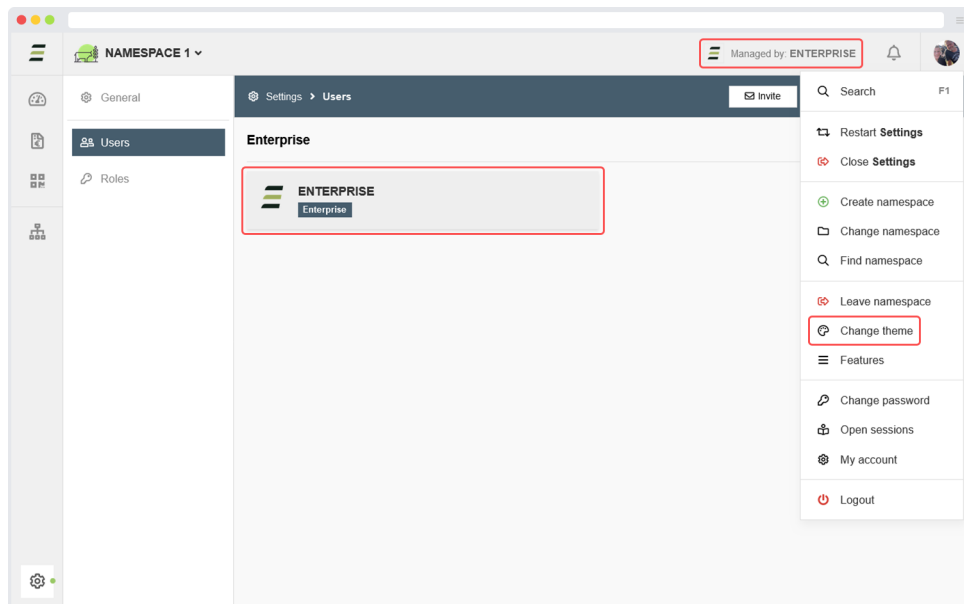 NAMESPACE 1
Managed by: ENTERPRISE
General
Users
Roles
Settings > Users
Invite
Enterprise
ENTERPRISE
Enterprise
Search F1
Restart Settings
Close Settings
Create namespace
Change namespace
Find namespace
Leave namespace
Change theme
Features
Change password
Open sessions
My account
Logout